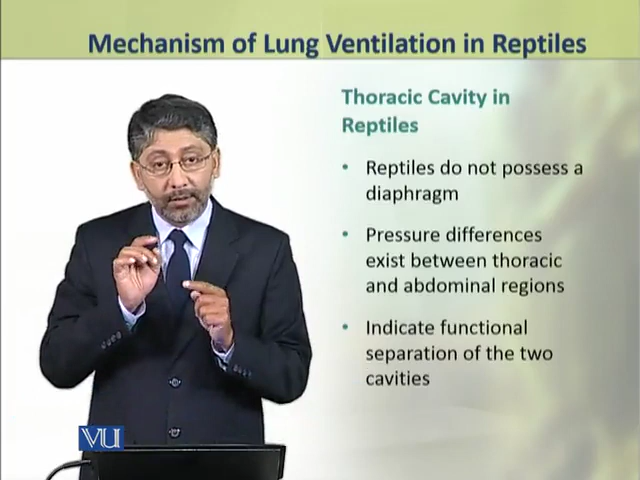 Mechanism of Lung Ventilation in Reptiles
Thoracic Cavity in
Reptiles
• Reptiles do not possess a
diaphragm
• Pressure differences
exist between thoracic
and abdominal regions
• Indicate functional
separation of the two
cavities
VU